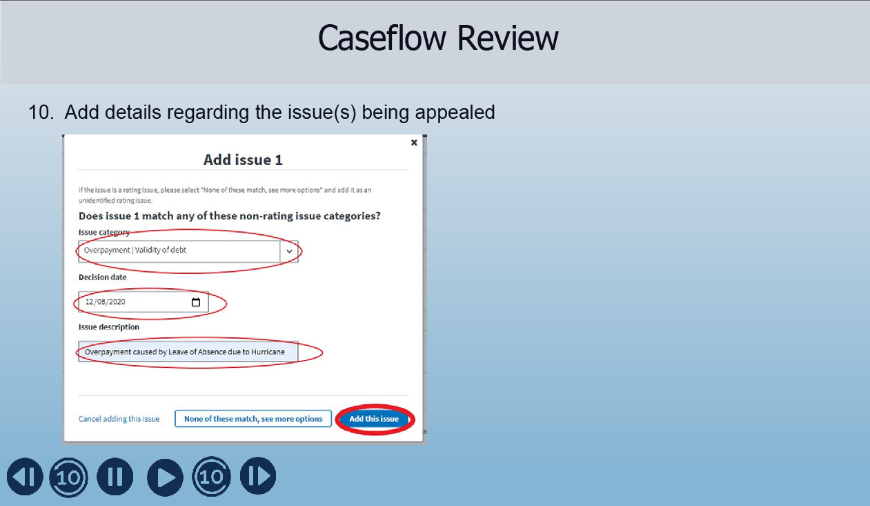 Caseflow Review
10. Add details regarding the issue(s) being appealed
Add issue 1
If the issue is a rating issue, please select "None of these match, see more options" and add it as an
unidentified rating issue.
Does issue 1 match any of these non-rating issue categories?
Issue category
Overpayment | Validity of debt
Decision date
12/08/2020
Issue description
Overpayment caused by Leave of Absence due to Hurricane
Cancel adding this issue
None of these match, see more options
Add this issue
10
10